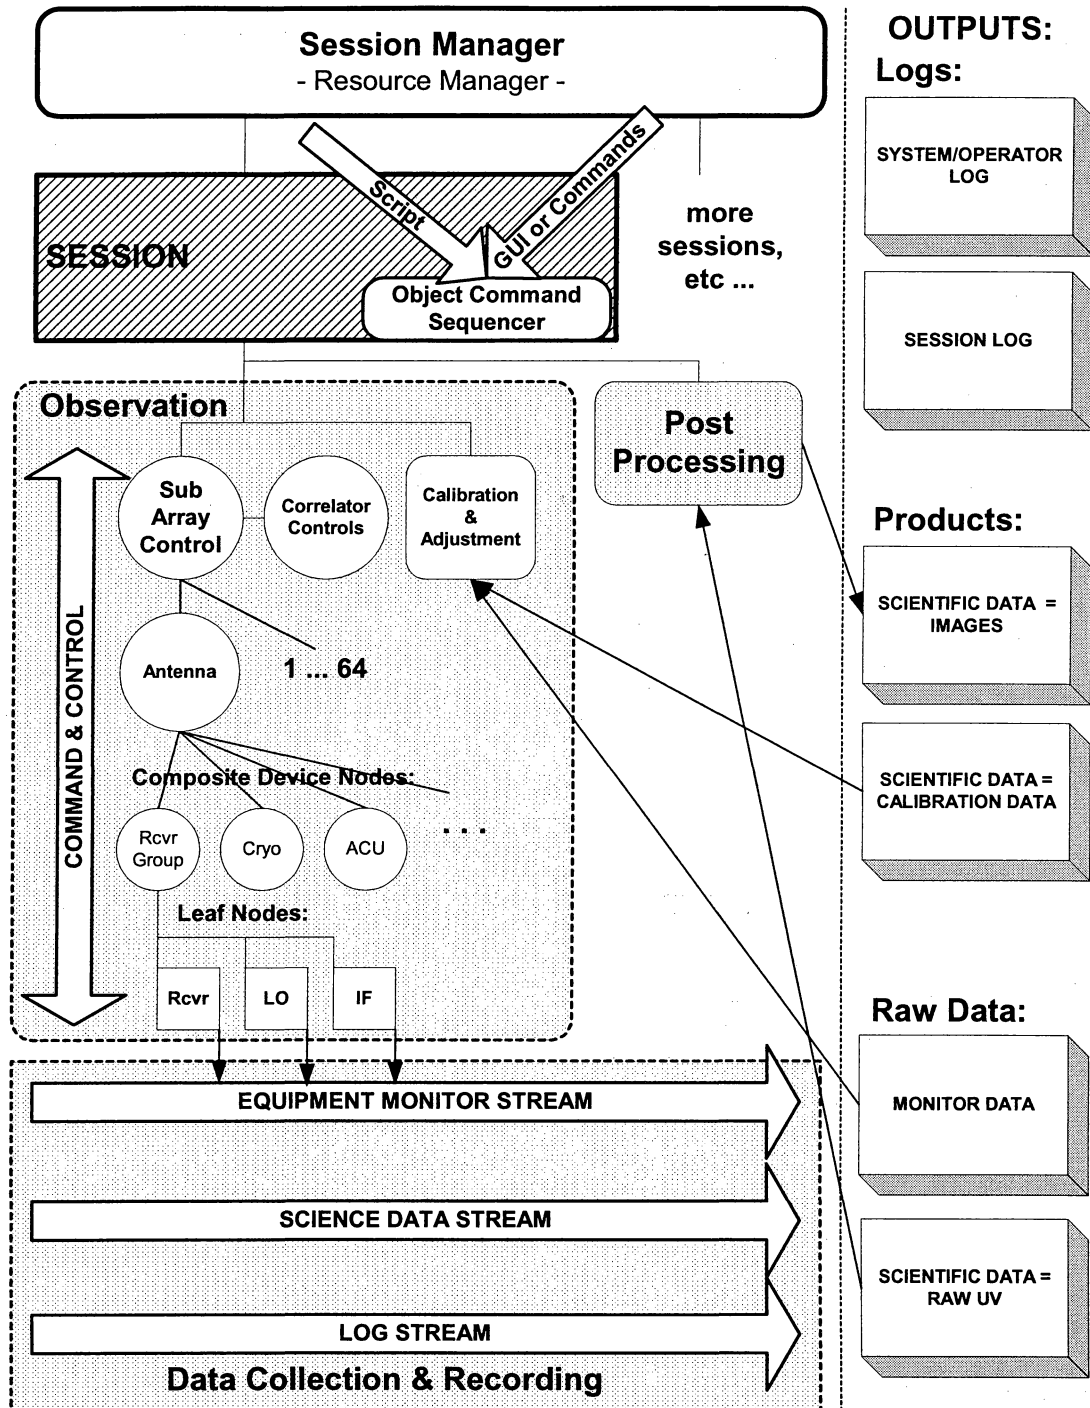 Session Manager
- Resource Manager -
Script
GUI or Commands
SESSION
Object Command
Sequencer
more
sessions,
etc ...
Observation
COMMAND & CONTROL
Sub
Array
Control
Correlator
Controls
Calibration
&
Adjustment
Post
Processing
Antenna
1 ... 64
Composite Device Nodes:
Rcvr
Group
Cryo
ACU
. . .
Leaf Nodes:
Rcvr
LO
IF
EQUIPMENT MONITOR STREAM
SCIENCE DATA STREAM
LOG STREAM
Data Collection & Recording
OUTPUTS:
Logs:
SYSTEM/OPERATOR
LOG
SESSION LOG
Products:
SCIENTIFIC DATA =
IMAGES
SCIENTIFIC DATA =
CALIBRATION DATA
Raw Data:
MONITOR DATA
SCIENTIFIC DATA =
RAW UV